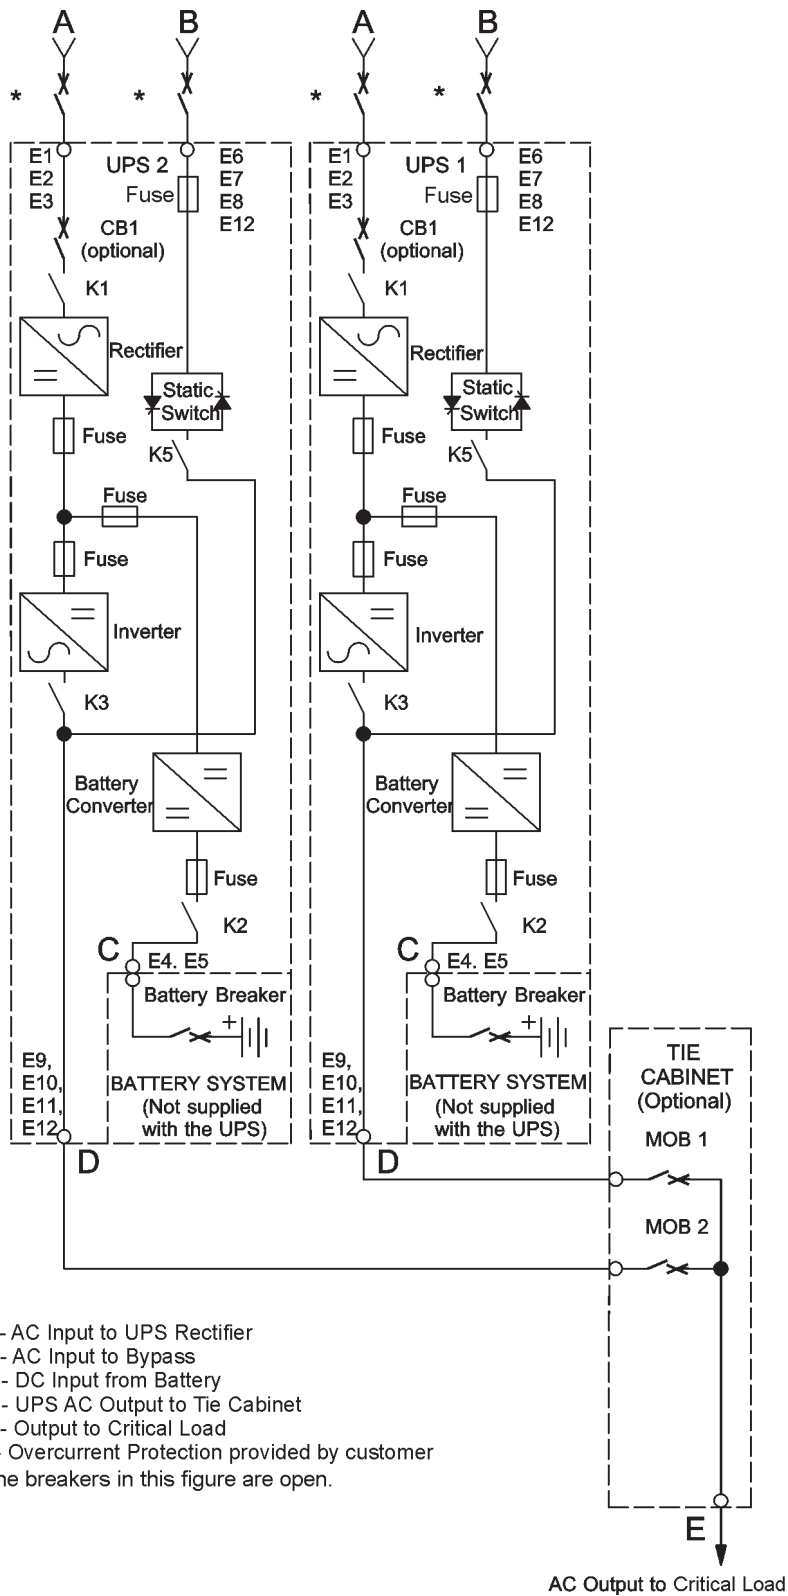 A B A B
* * * *
E1 UPS 2 E6
E2 Fuse E7
E3 E8
CB1 E12
(optional)
K1
Rectifier
Static
Switch
Fuse
K5
Fuse
Fuse
Inverter
K3
Battery
Converter
Fuse
K2
C
E4. E5
Battery Breaker
+
E9,
E10,
E11,
E12
BATTERY SYSTEM
(Not supplied
with the UPS)
D
E1 UPS 1 E6
E2 Fuse E7
E3 E8
CB1 E12
(optional)
K1
Rectifier
Static
Switch
Fuse
K5
Fuse
Fuse
Inverter
K3
Battery
Converter
Fuse
K2
C
E4. E5
Battery Breaker
+
E9,
E10,
E11,
E12
BATTERY SYSTEM
(Not supplied
with the UPS)
D
TIE
CABINET
(Optional)
MOB 1
MOB 2
- AC Input to UPS Rectifier
- AC Input to Bypass
- DC Input from Battery
- UPS AC Output to Tie Cabinet
- Output to Critical Load
- Overcurrent Protection provided by customer
breakers in this figure are open.
E
AC Output to Critical Load